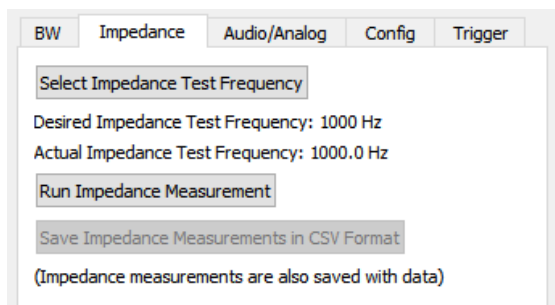 BW Impedance Audio/Analog Config Trigger
Select Impedance Test Frequency
Desired Impedance Test Frequency: 1000 Hz
Actual Impedance Test Frequency: 1000.0 Hz
Run Impedance Measurement
Save Impedance Measurements in CSV Format
(Impedance measurements are also saved with data)